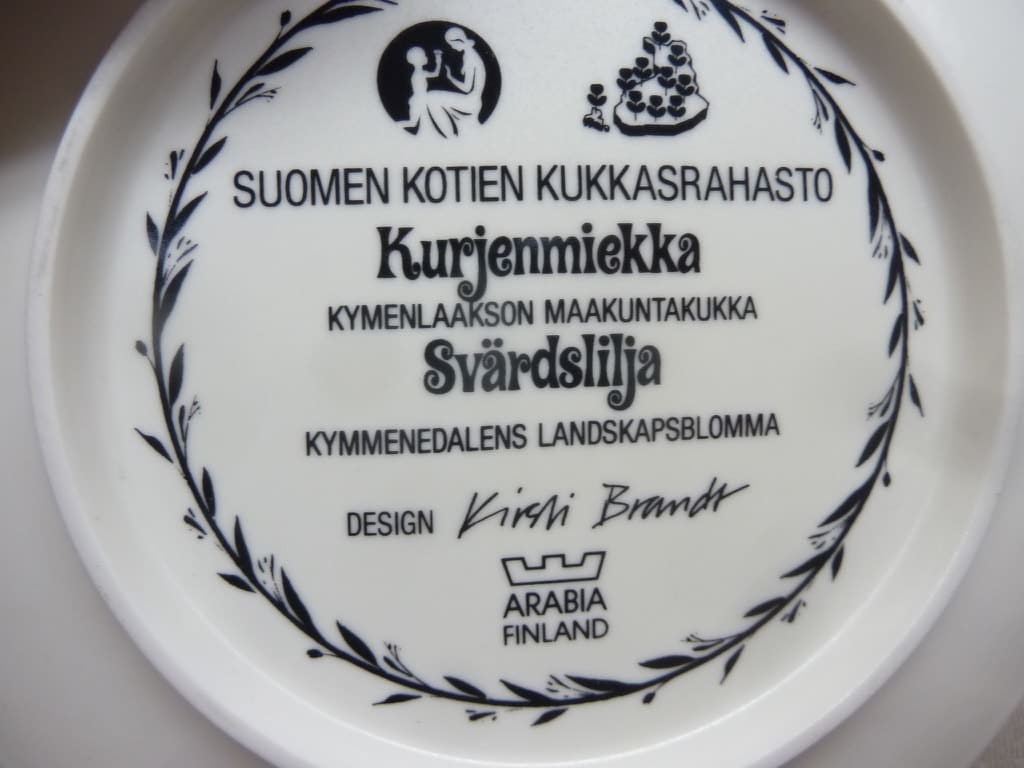 SUOMEN KOTIEN KUKKASRAHASTO
Kurjenmiekka
KYMENLAAKSON MAAKUNTAKUKKA
Svärdslilja
KYMMENEDALENS LANDSKAPSBLOMMA
DESIGN Kirsti Brandt
ARABIA
FINLAND